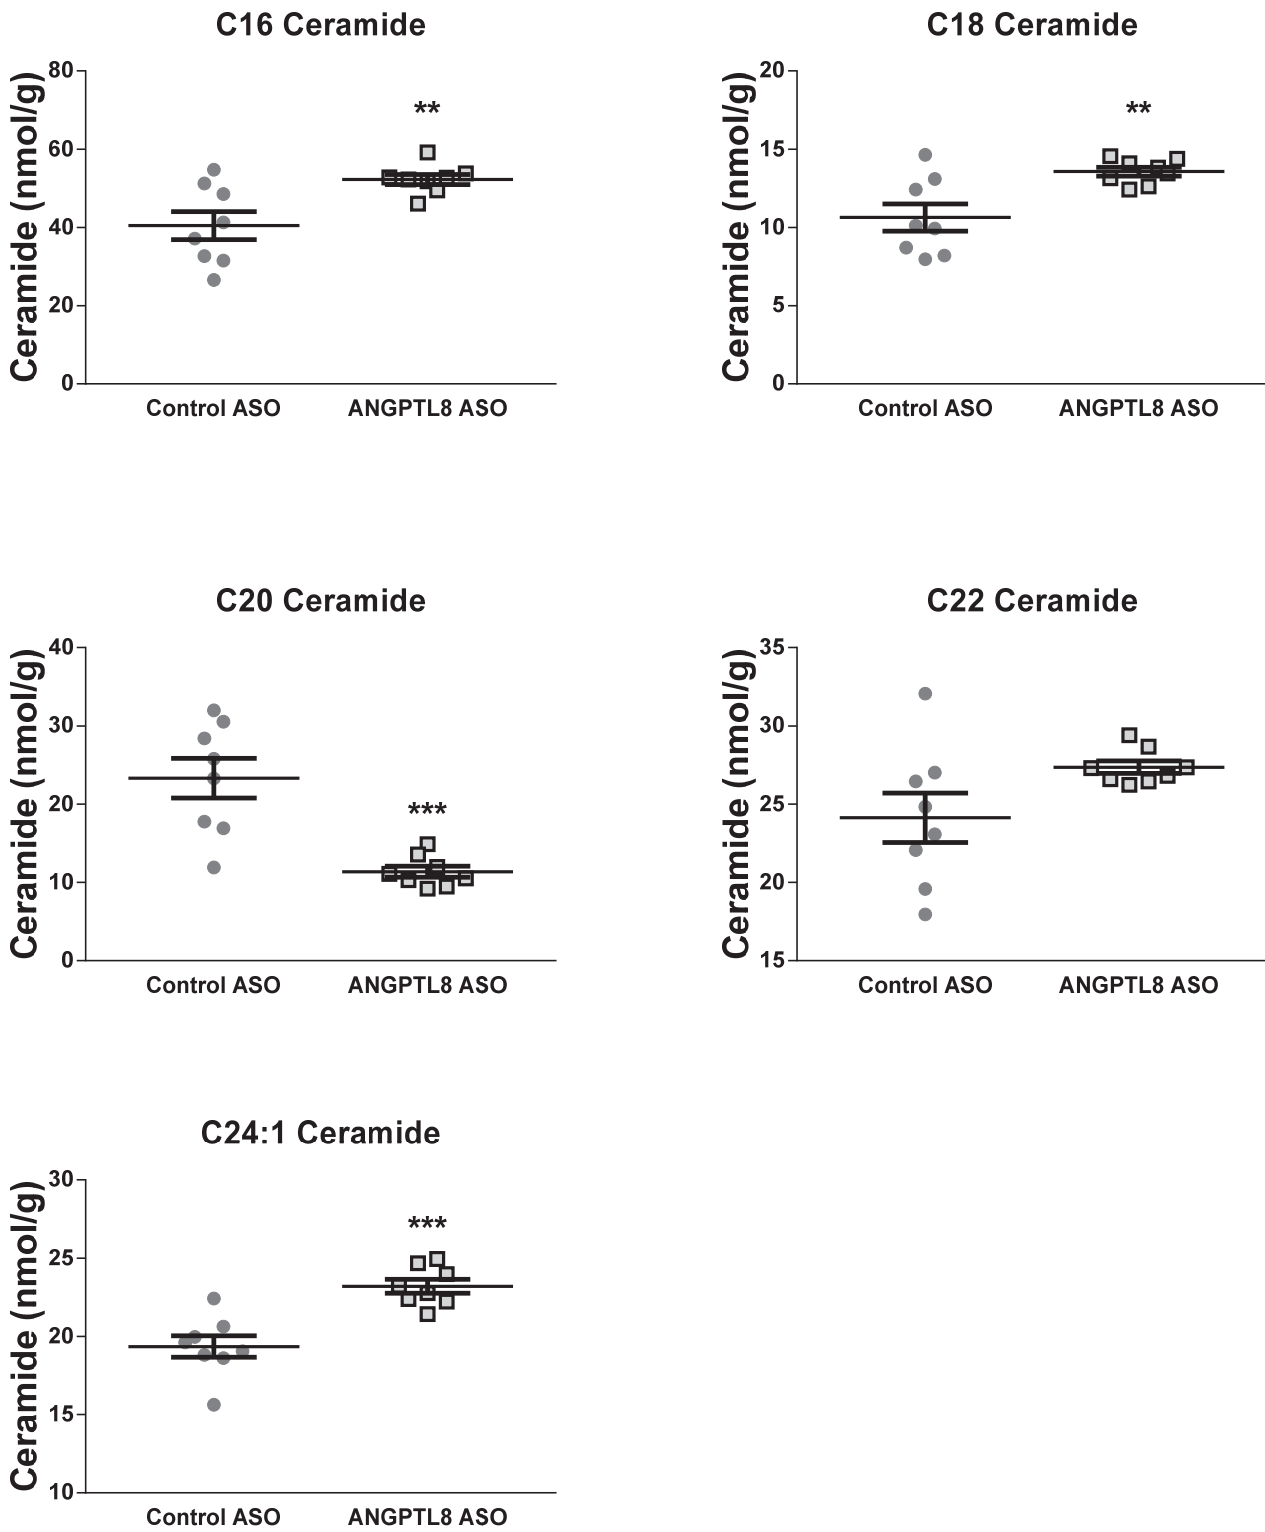 C16 Ceramide
Ceramide (nmol/g)
80
60
40
20
0
**
Control ASO
ANGPTL8 ASO
C18 Ceramide
Ceramide (nmol/g)
20
15
10
5
0
**
Control ASO
ANGPTL8 ASO
C20 Ceramide
Ceramide (nmol/g)
40
30
20
10
0
***
Control ASO
ANGPTL8 ASO
C22 Ceramide
Ceramide (nmol/g)
35
30
25
20
15
Control ASO
ANGPTL8 ASO
C24:1 Ceramide
Ceramide (nmol/g)
30
25
20
15
10
***
Control ASO
ANGPTL8 ASO